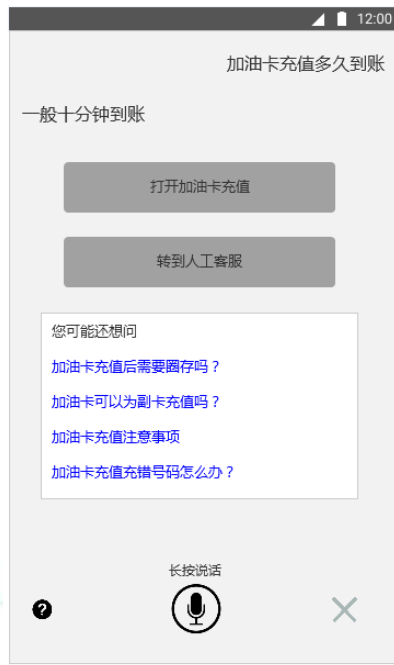 12:00
加油卡充值多久到账
一般十分钟到账
打开加油卡充值
转到人工客服
您可能还想问
加油卡充值后需要圈存吗？
加油卡可以为副卡充值吗？
加油卡充值注意事项
加油卡充值充错号码怎么办？
长按说话
?